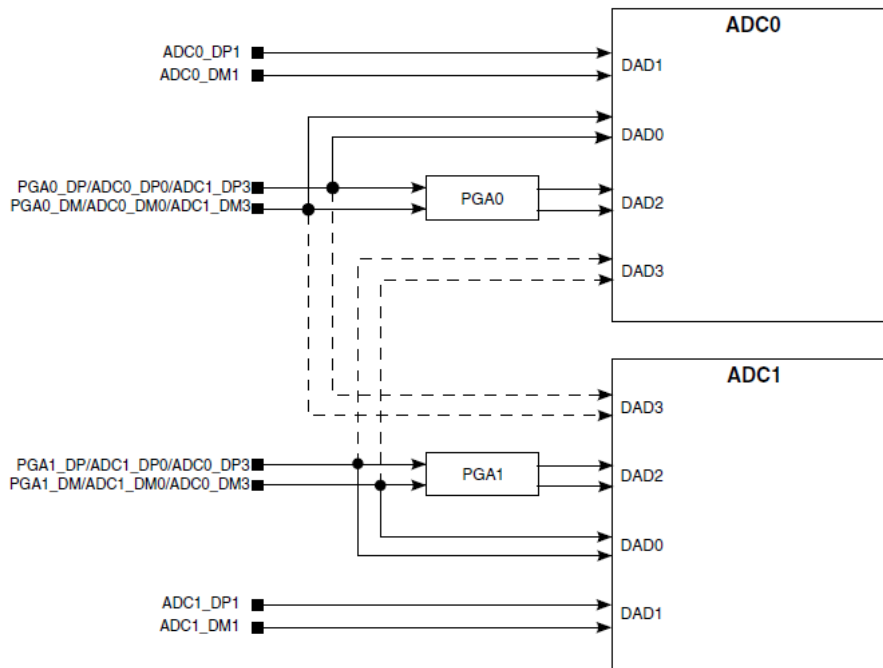 ADC0
ADC0_DP1
DAD1
ADC0_DM1
DAD0
PGA0_DP/ADC0_DP0/ADC1_DP3
PGA0_DM/ADC0_DM0/ADC1_DM3
PGA0
DAD2
DAD3
ADC1
DAD3
PGA1_DP/ADC1_DP0/ADC0_DP3
PGA1_DM/ADC1_DM0/ADC0_DM3
PGA1
DAD2
DAD0
ADC1_DP1
DAD1
ADC1_DM1